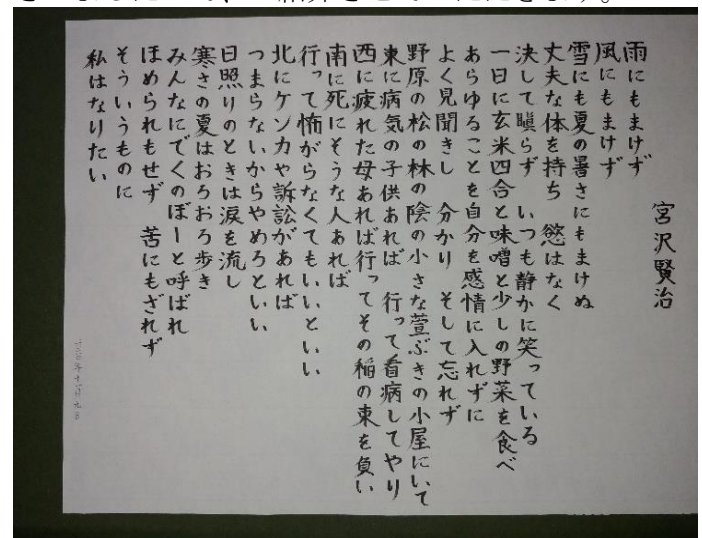 宮沢賢治
雨にもまけず
風にもまけず
雪にも夏の暑さにもまけぬ
丈夫な体を持ち 慾はなく
決して瞋らず いつも静かに笑っている
一日に玄米四合と味噌と少しの野菜を食べ
あらゆることを自分を感情に入れずに
よく見聞きし 分かり そして忘れず
野原の松の林の陰の小さな萱ぶきの小屋にいて
東に病気の子供あれば 行って看病してやり
西に疲れた母あれば行ってその稲の束を負い
南に死にそうな人あれば
行って怖がらなくてもいいといい
北にケンカや訴訟があれば
つまらないからやめろといい
日照りのときは涙を流し
寒さの夏はおろおろ歩き
みんなにでくのぼーと呼ばれ
ほめられもせず 苦にもされず
そういうものに
私はなりたい